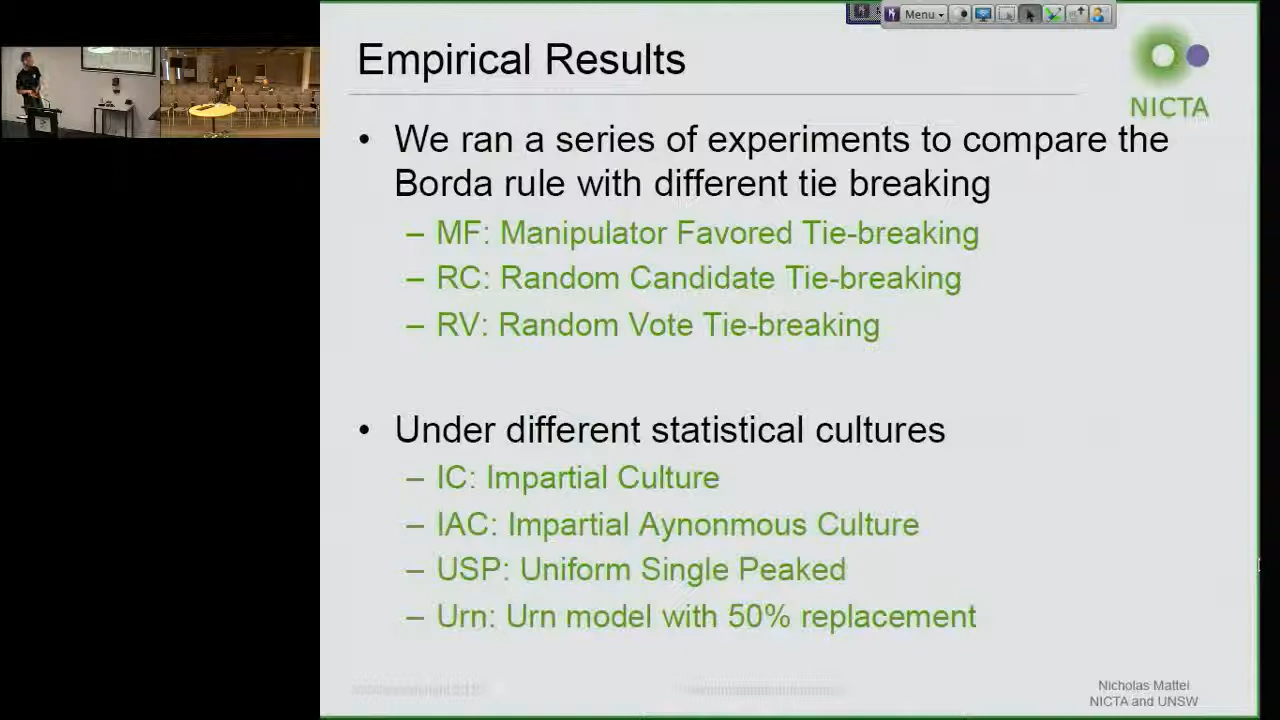 Menu
Empirical Results
NICTA
• We ran a series of experiments to compare the
Borda rule with different tie breaking
– MF: Manipulator Favored Tie-breaking
– RC: Random Candidate Tie-breaking
– RV: Random Vote Tie-breaking
• Under different statistical cultures
– IC: Impartial Culture
– IAC: Impartial Aynonmous Culture
– USP: Uniform Single Peaked
– Urn: Urn model with 50% replacement
Nicholas Mattei
NICTA and UNSW